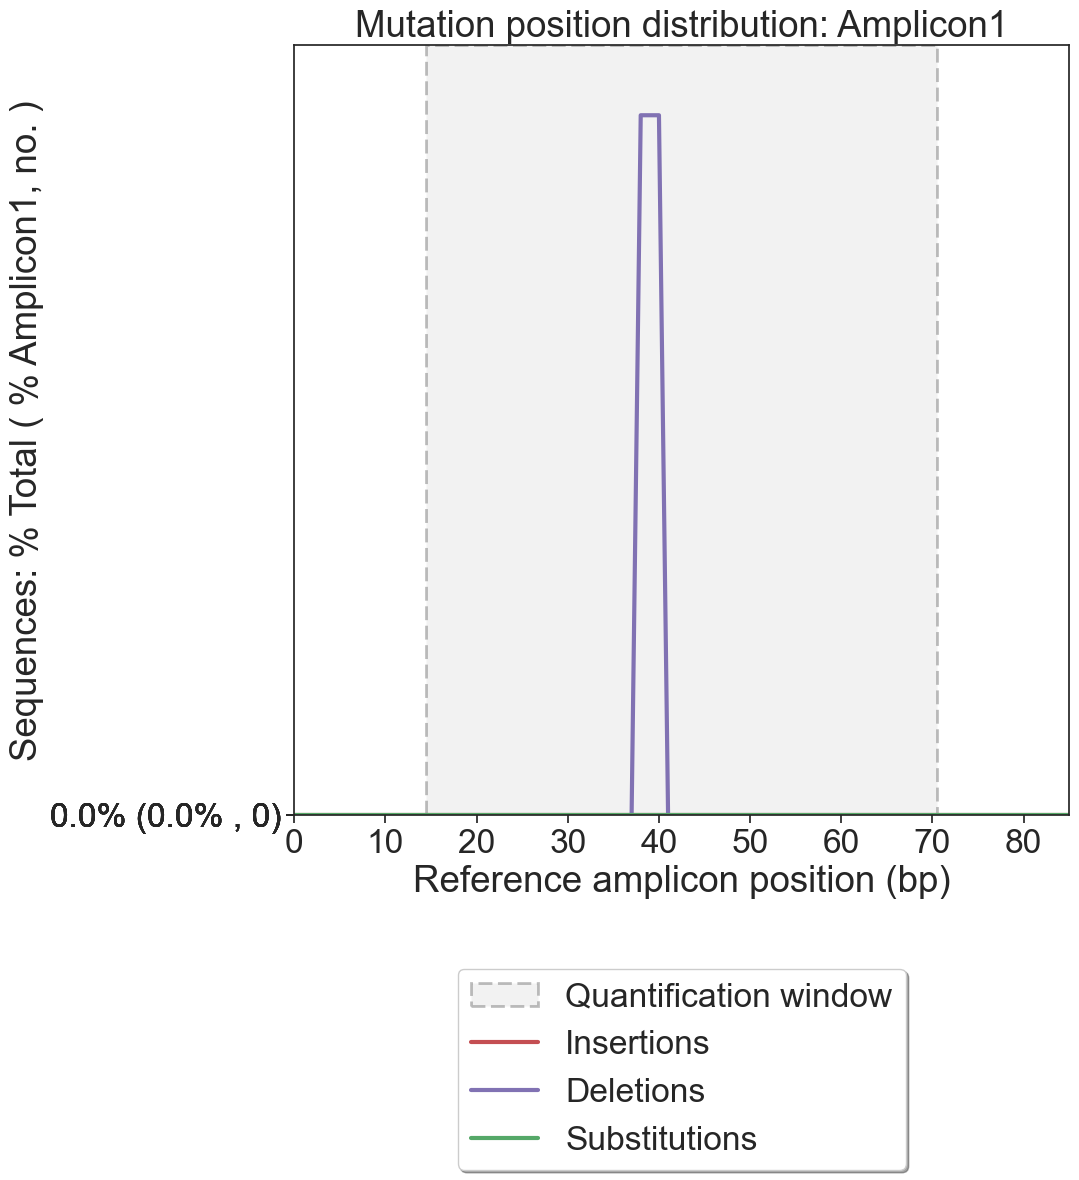 Mutation position distribution: Amplicon1
Sequences: % Total ( % Amplicon1, no. )
0.0% (0.0% , 0)
0 10 20 30 40 50 60 70 80
Reference amplicon position (bp)
Quantification window
Insertions
Deletions
Substitutions